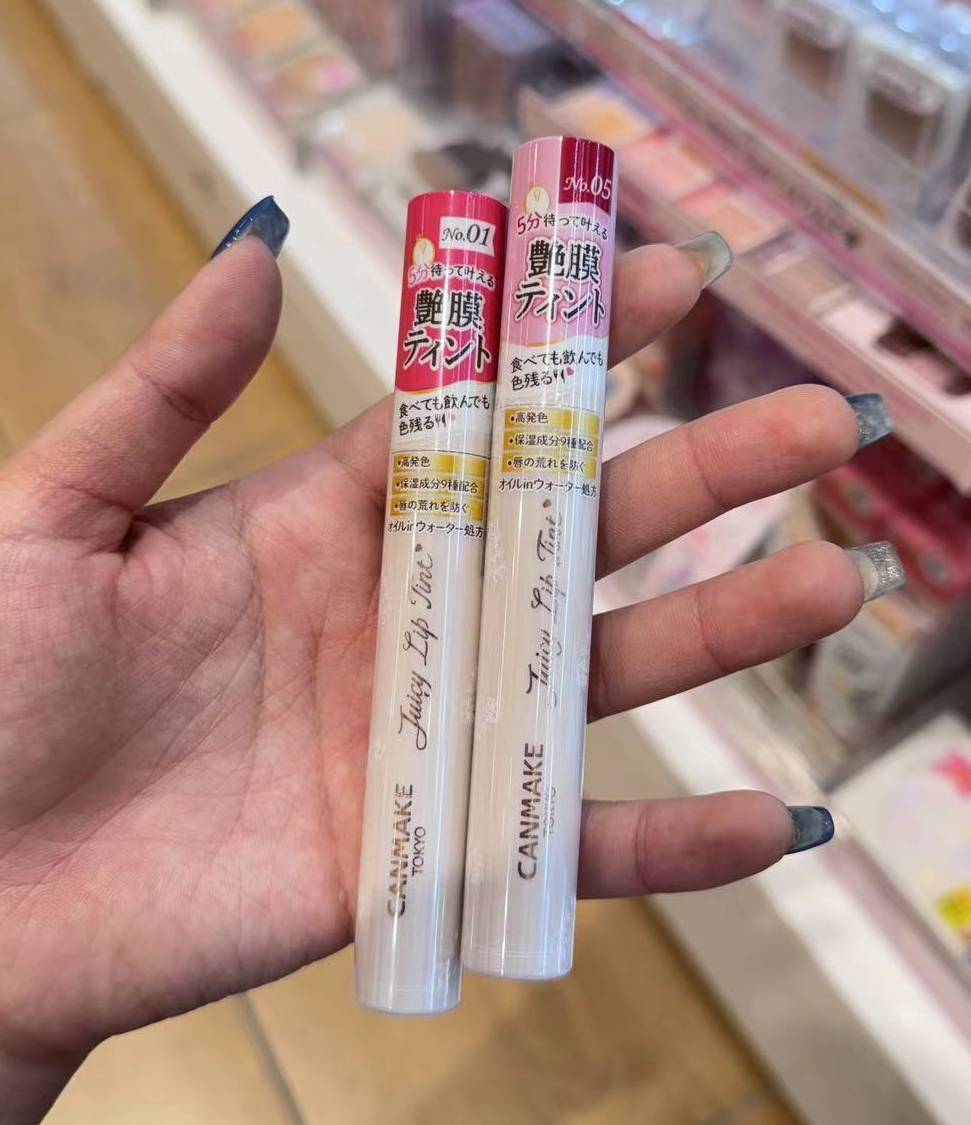 No.01
5分待って叶える
艶膜
ティント
食べても飲んでも
色残る
•高発色
•保湿成分9種配合
•唇の荒れを防ぐ
オイルinウォーター処方
Juicy Lip Tint
CANMAKE
TOKYO
No.05
5分待って叶える
艶膜
ティント
食べても飲んでも
色残る
•高発色
•保湿成分9種配合
•唇の荒れを防ぐ
オイルinウォーター処方
Juicy Lip Tint
CANMAKE
TOKYO